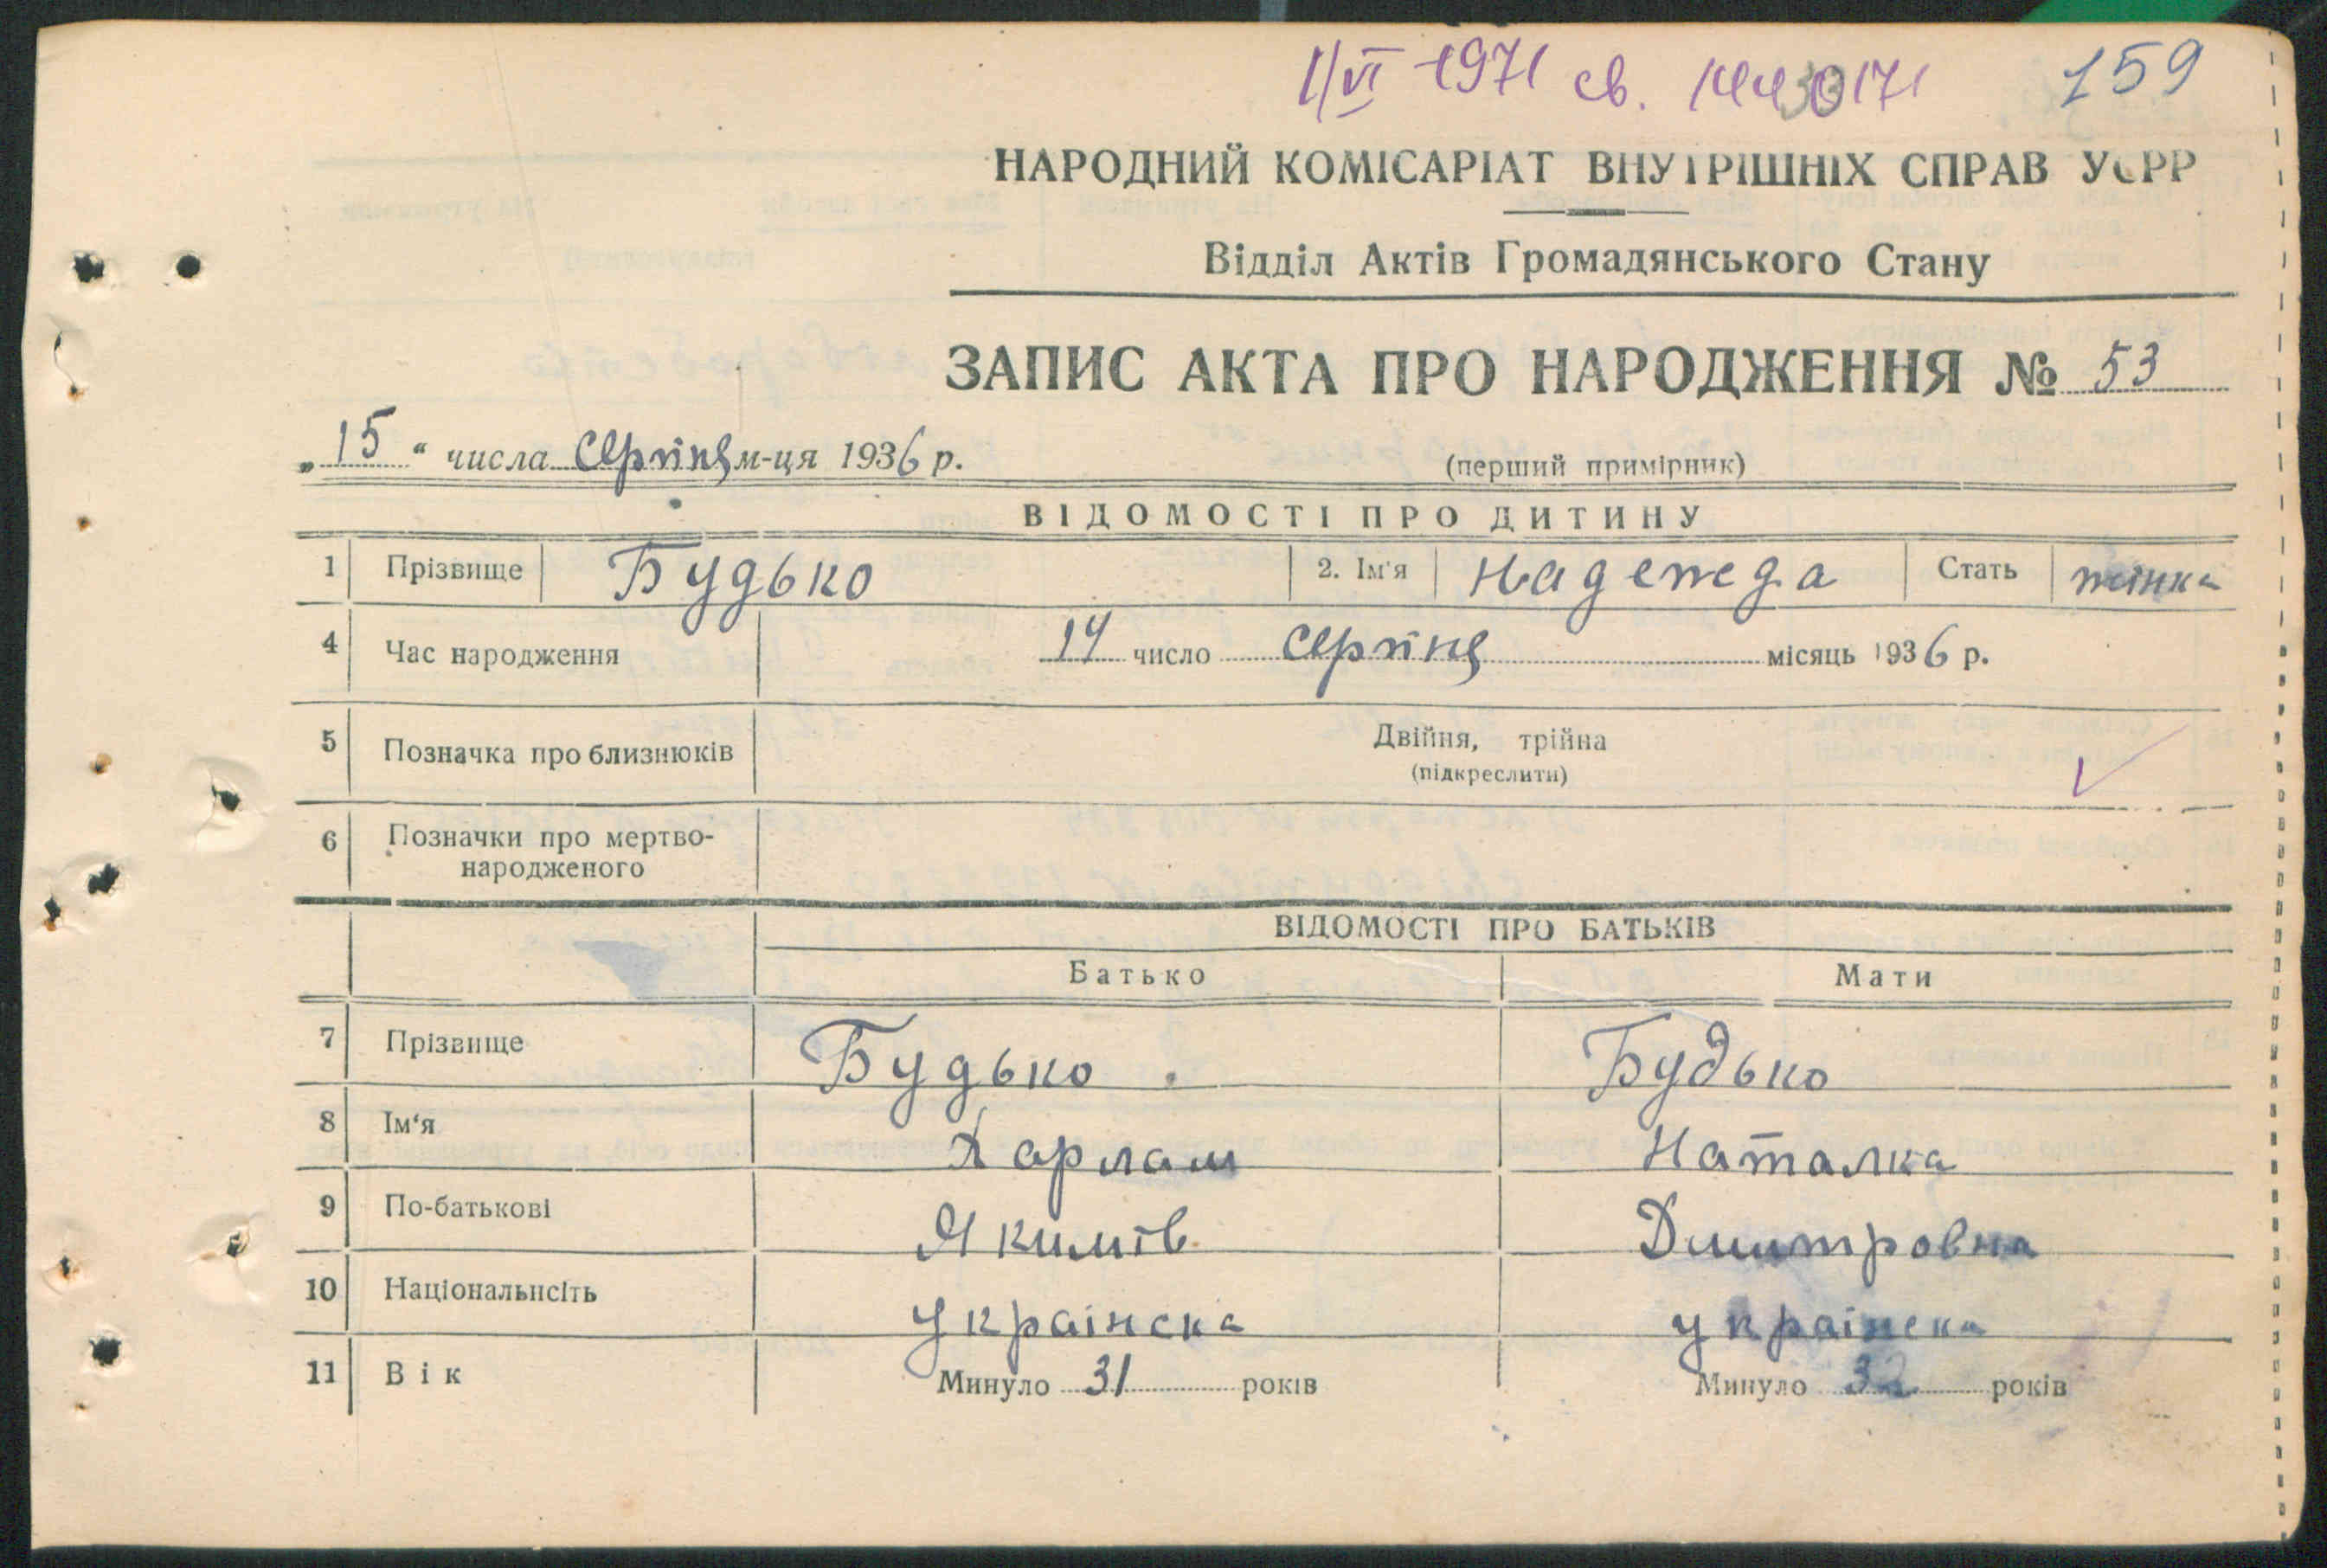 1/VI 1971 св. 159
НАРОДНИЙ КОМІСАРІАТ ВНУТРІШНІХ СПРАВ УСРР
Відділ Актів Громадянського Стану
ЗАПИС АКТА ПРО НАРОДЖЕННЯ № 53
„15“ числа Серпня м-ця 1936 р.
(перший примірник)
ВІДОМОСТІ ПРО ДИТИНУ
1 Прізвище Будько 2. Ім'я Надежда Стать жінка
4 Час народження 14 число Серпня місяць 1936 р.
5 Позначка про близнюків Двійня, трійна
(підкреслити)
6 Позначки про мертво-
народженого
ВІДОМОСТІ ПРО БАТЬКІВ
Батько Мати
7 Прізвище Будько Будько
8 Ім'я Харлам Наталка
9 По-батькові Якимів Дмитровна
10 Національнсіть українска українска
11 Вік Минуло 31 років Минуло 32 років